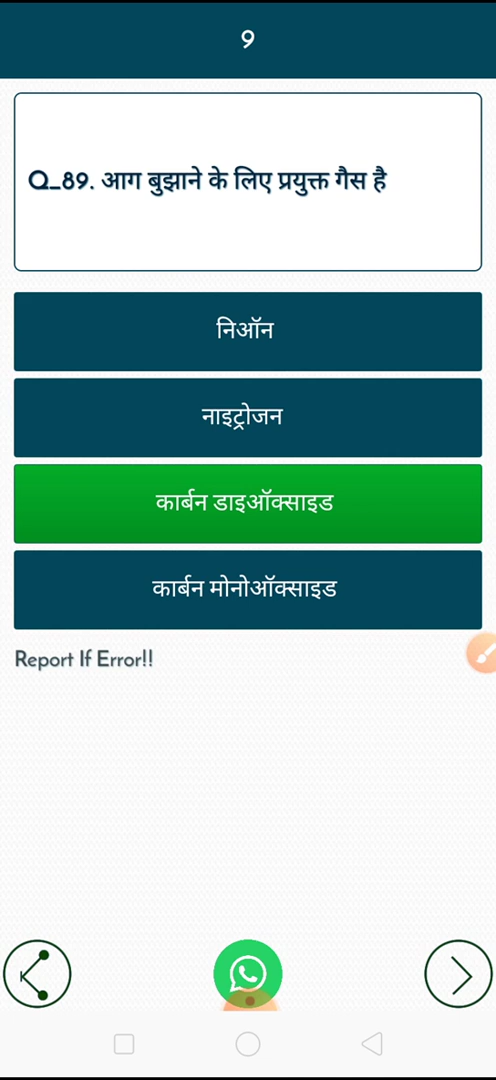 9
Q_89. आग बुझाने के लिए प्रयुक्त गैस है
निऑन
नाइट्रोजन
कार्बन डाइऑक्साइड
कार्बन मोनोऑक्साइड
Report If Error!!